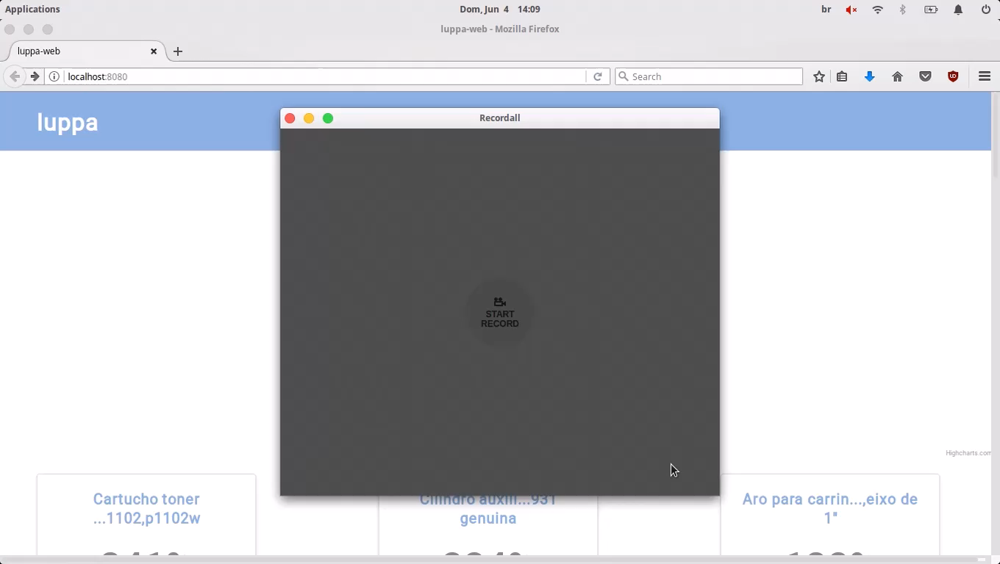 Applications
Dom, Jun 4 14:09
br
luppa-web - Mozilla Firefox
luppa-web
localhost:8080
Search
luppa
Recordall
START
RECORD
Highcharts.com
Cartucho toner
...1102,p1102w
Cilindro auxili...931
genuina
Aro para carrin...,eixo de
1"